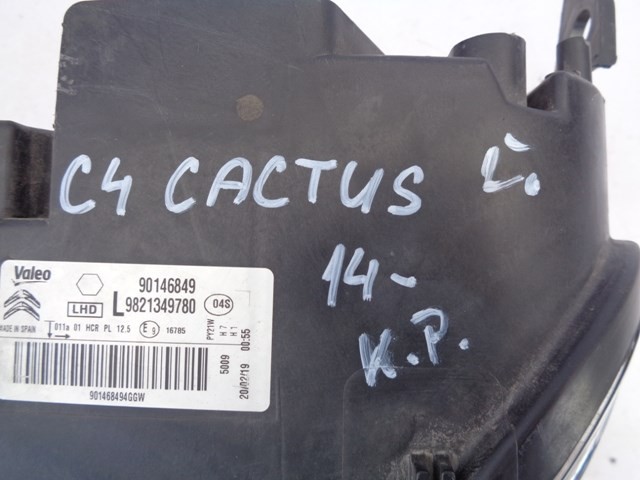 C4 CACTUS
14-
K.P.
Valeo
90146849
LHD
L9821349780
04S
MADE IN SPAIN
011a 01 HCR PL 12.5
E9
16785
PY21W
H7
H1
5009
20/02/19 00:55
901468494GGW